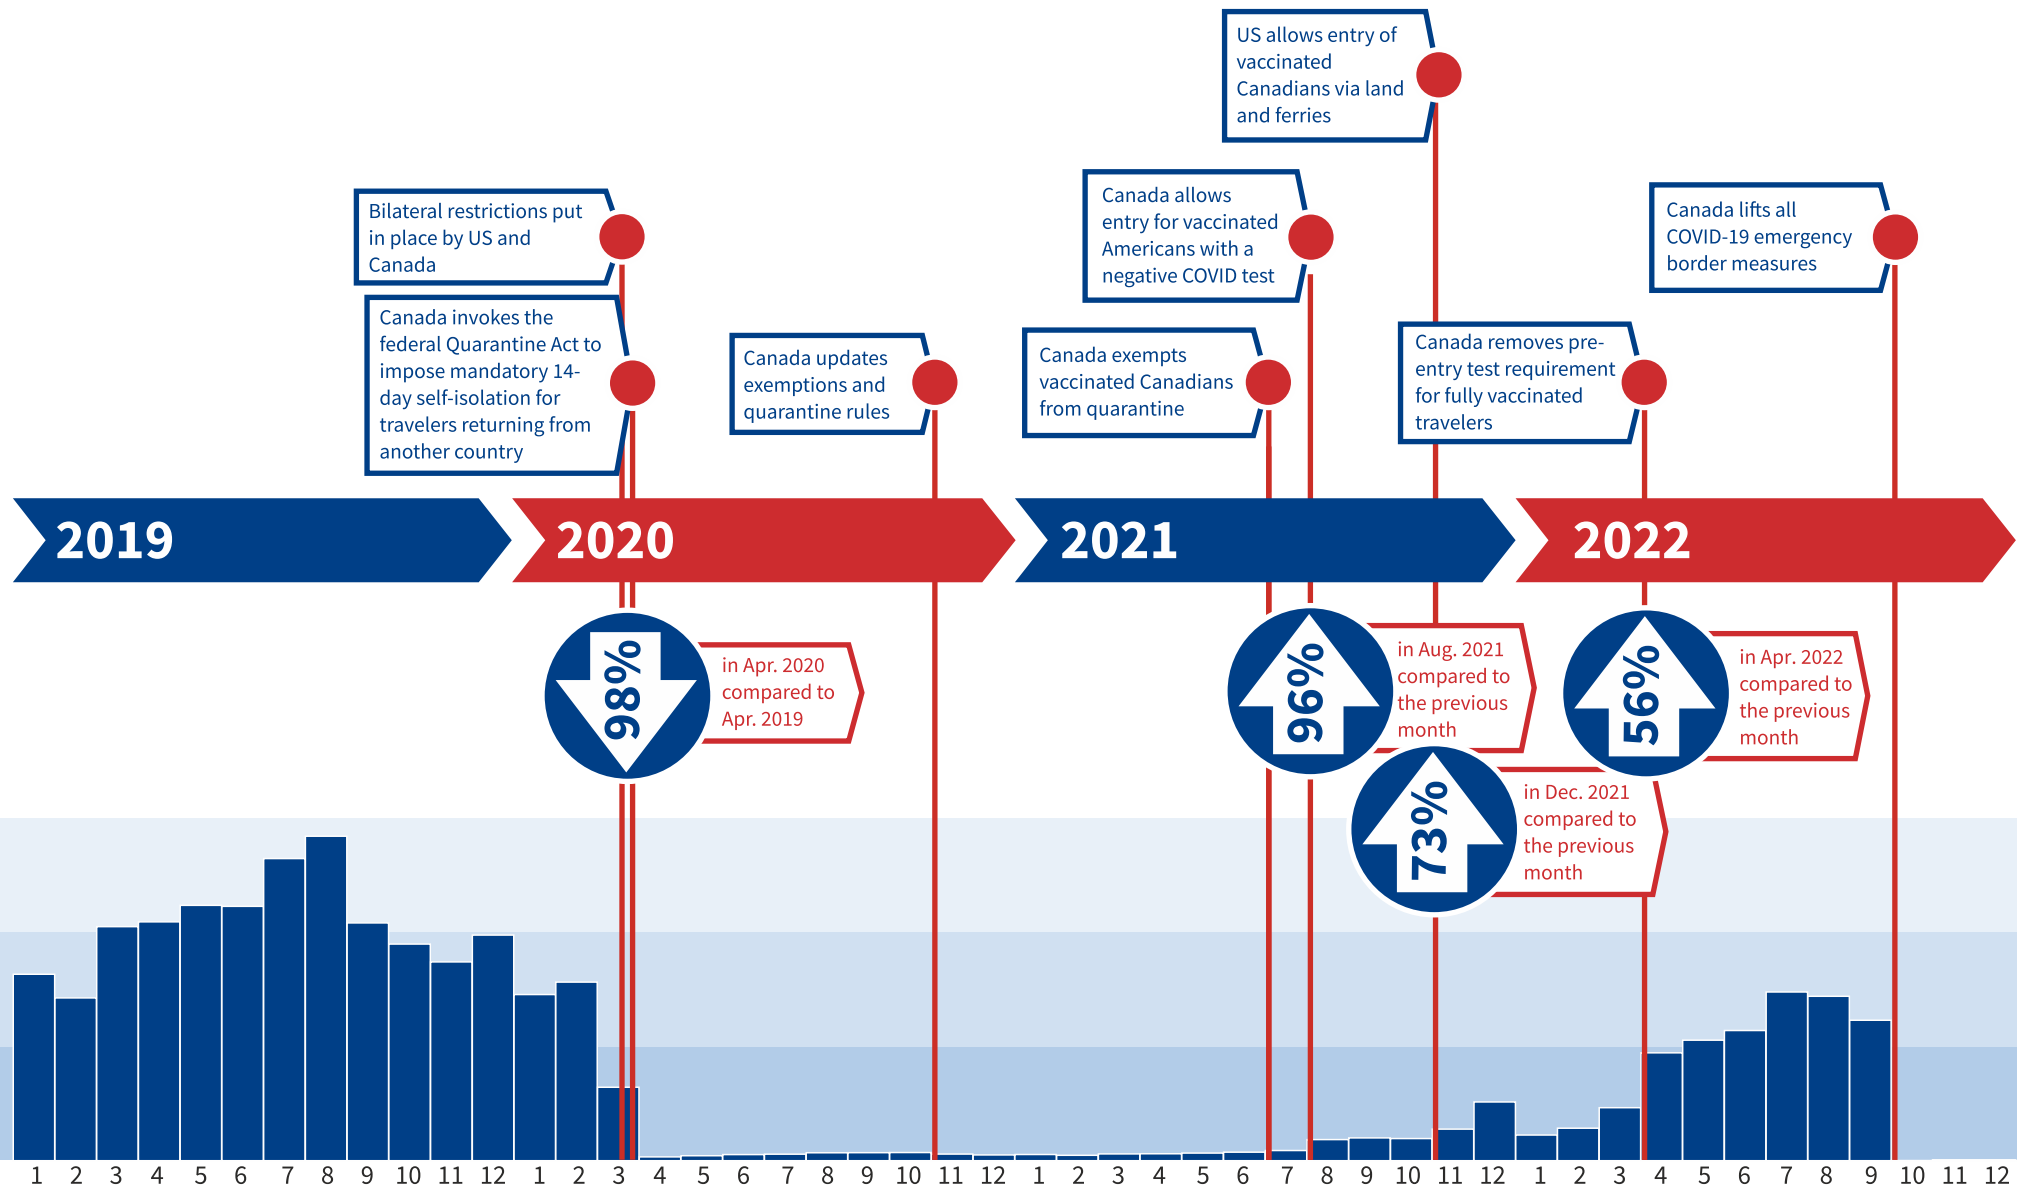 US allows entry of
vaccinated
Canadians via land
and ferries
Bilateral restrictions put
in place by US and
Canada
Canada allows
entry for vaccinated
Americans with a
negative COVID test
Canada lifts all
COVID-19 emergency
border measures
Canada invokes the
federal Quarantine Act to
impose mandatory 14-
day self-isolation for
travelers returning from
another country
Canada updates
exemptions and
quarantine rules
Canada exempts
vaccinated Canadians
from quarantine
Canada removes pre-
entry test requirement
for fully vaccinated
travelers
2019
2020
2021
2022
98%
in Apr. 2020
compared to
Apr. 2019
96%
in Aug. 2021
compared to
the previous
month
56%
in Apr. 2022
compared to
the previous
month
73%
in Dec. 2021
compared to
the previous
month
1 2 3 4 5 6 7 8 9 10 11 12 1 2 3 4 5 6 7 8 9 10 11 12 1 2 3 4 5 6 7 8 9 10 11 12 1 2 3 4 5 6 7 8 9 10 11 12